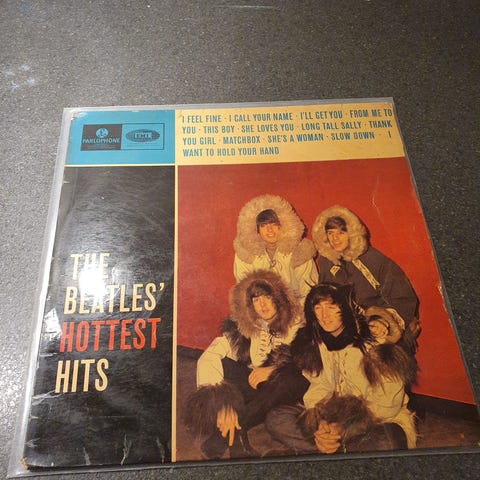 PARLOPHONE
EMI
I FEEL FINE · I CALL YOUR NAME · I'LL GET YOU · FROM ME TO
YOU · THIS BOY · SHE LOVES YOU · LONG TALL SALLY · THANK
YOU GIRL · MATCHBOX · SHE'S A WOMAN · SLOW DOWN · I
WANT TO HOLD YOUR HAND
THE
BEATLES'
HOTTEST
HITS